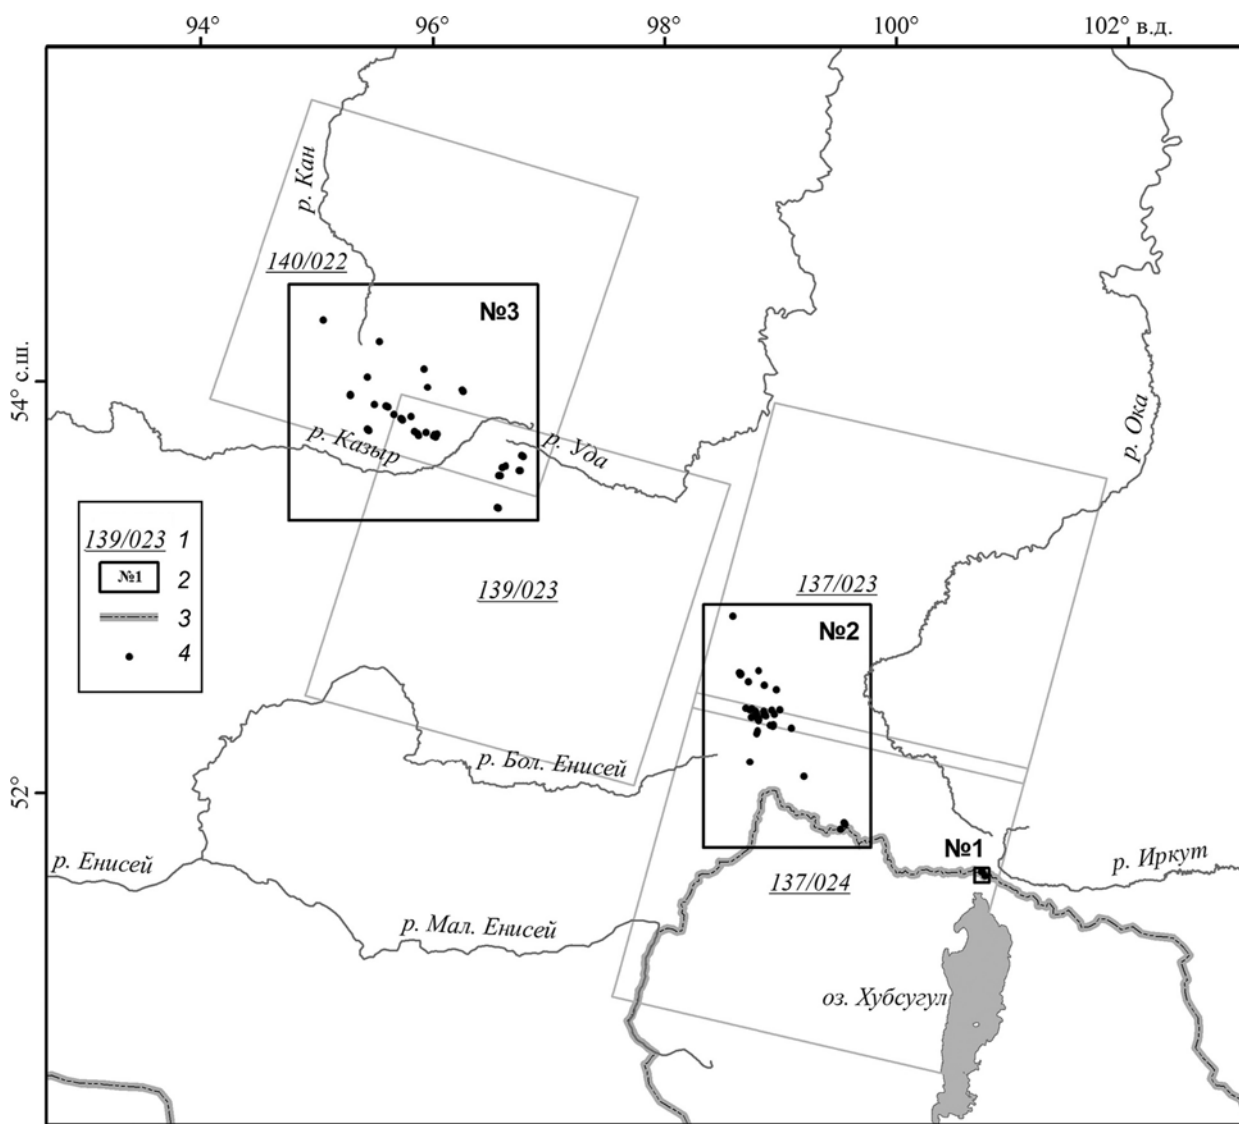 94°
96°
98°
100°
102° в.д.
54° с.ш.
52°
р. Кан
140/022
№3
р. Казыр
р. Уда
р. Ока
139/023 1
№1 2
3
4
139/023
137/023
№2
р. Бол. Енисей
р. Енисей
№1
р. Иркут
137/024
р. Мал. Енисей
оз. Хубсугул